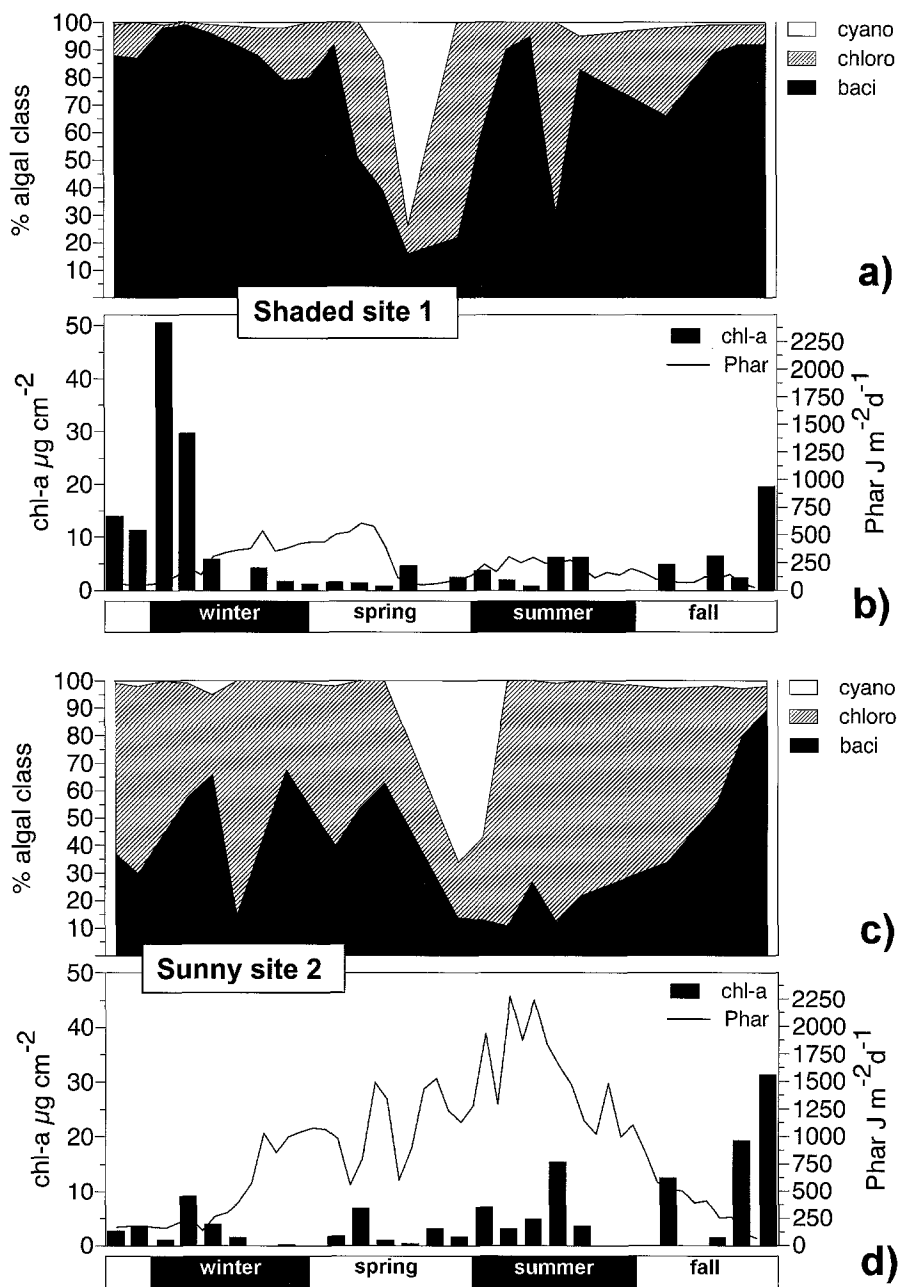 100
90
80
70
60
50
40
30
20
10
% algal class
cyano
chloro
baci
a)
Shaded site 1
50
40
30
20
10
0
chl-a µg cm-2
chl-a
Phar
2250
2000
1750
1500
1250
1000
750
500
250
0
Phar J m-2d-1
b)
winter
spring
summer
fall
100
90
80
70
60
50
40
30
20
10
% algal class
cyano
chloro
baci
c)
Sunny site 2
50
40
30
20
10
0
chl-a µg cm-2
chl-a
Phar
2250
2000
1750
1500
1250
1000
750
500
250
0
Phar J m-2d-1
d)
winter
spring
summer
fall